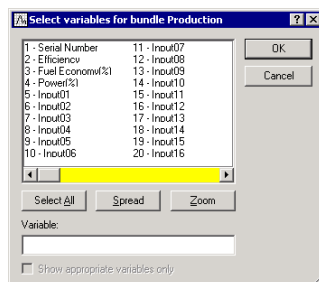 Select variables for bundle Production
1 - Serial Number
2 - Efficiency
3 - Fuel Economy(%)
4 - Power(%)
5 - Input01
6 - Input02
7 - Input03
8 - Input04
9 - Input05
10 - Input06
11 - Input07
12 - Input08
13 - Input09
14 - Input10
15 - Input11
16 - Input12
17 - Input13
18 - Input14
19 - Input15
20 - Input16
OK
Cancel
Select All
Spread
Zoom
Variable:
Show appropriate variables only